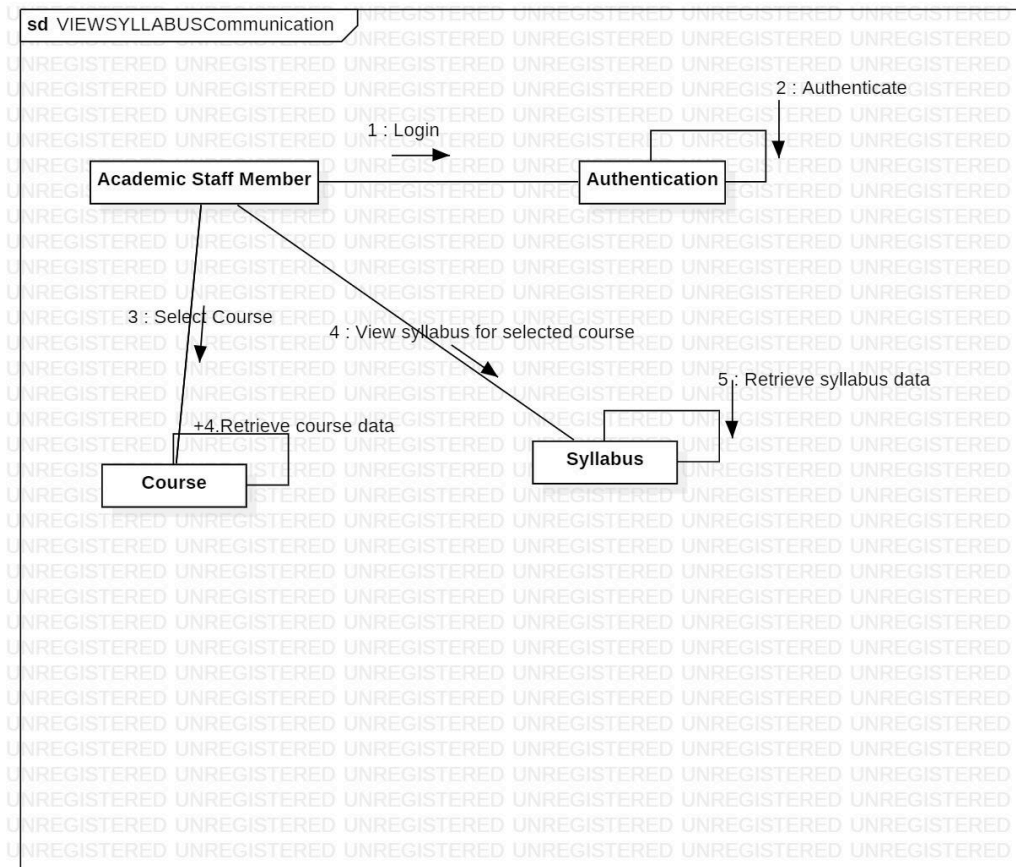 sd VIEWSYLLABUSCommunication
2 : Authenticate
1 : Login
Academic Staff Member
Authentication
3 : Select Course
4 : View syllabus for selected course
5 : Retrieve syllabus data
+4.Retrieve course data
Syllabus
Course
UNREGISTERED